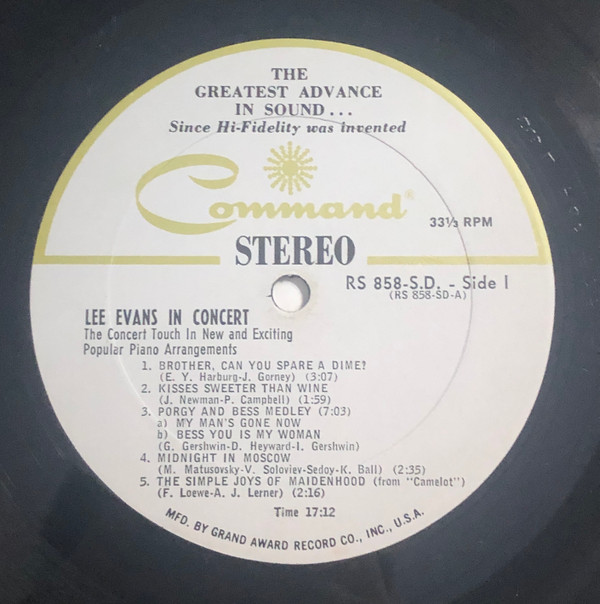 THE
GREATEST ADVANCE
IN SOUND...
Since Hi-Fidelity was invented
Command®
33⅓ RPM
STEREO
RS 858-S.D. - Side 1
(RS 858-SD-A)
LEE EVANS IN CONCERT
The Concert Touch In New and Exciting
Popular Piano Arrangements
1. BROTHER, CAN YOU SPARE A DIME?
(E. Y. Harburg-J. Gorney) (3:07)
2. KISSES SWEETER THAN WINE
(J. Newman-P. Campbell) (1:59)
3. PORGY AND BESS MEDLEY (7:03)
a) MY MAN'S GONE NOW
b) BESS YOU IS MY WOMAN
(G. Gershwin-D. Heyward-I. Gershwin)
4. MIDNIGHT IN MOSCOW
(M. Matusovsky-V. Soloviev-Sedoy-K. Ball) (2:35)
5. THE SIMPLE JOYS OF MAIDENHOOD (from "Camelot")
(F. Loewe-A. J. Lerner) (2:16)
Time 17:12
MFD. BY GRAND AWARD RECORD CO., INC., U.S.A.